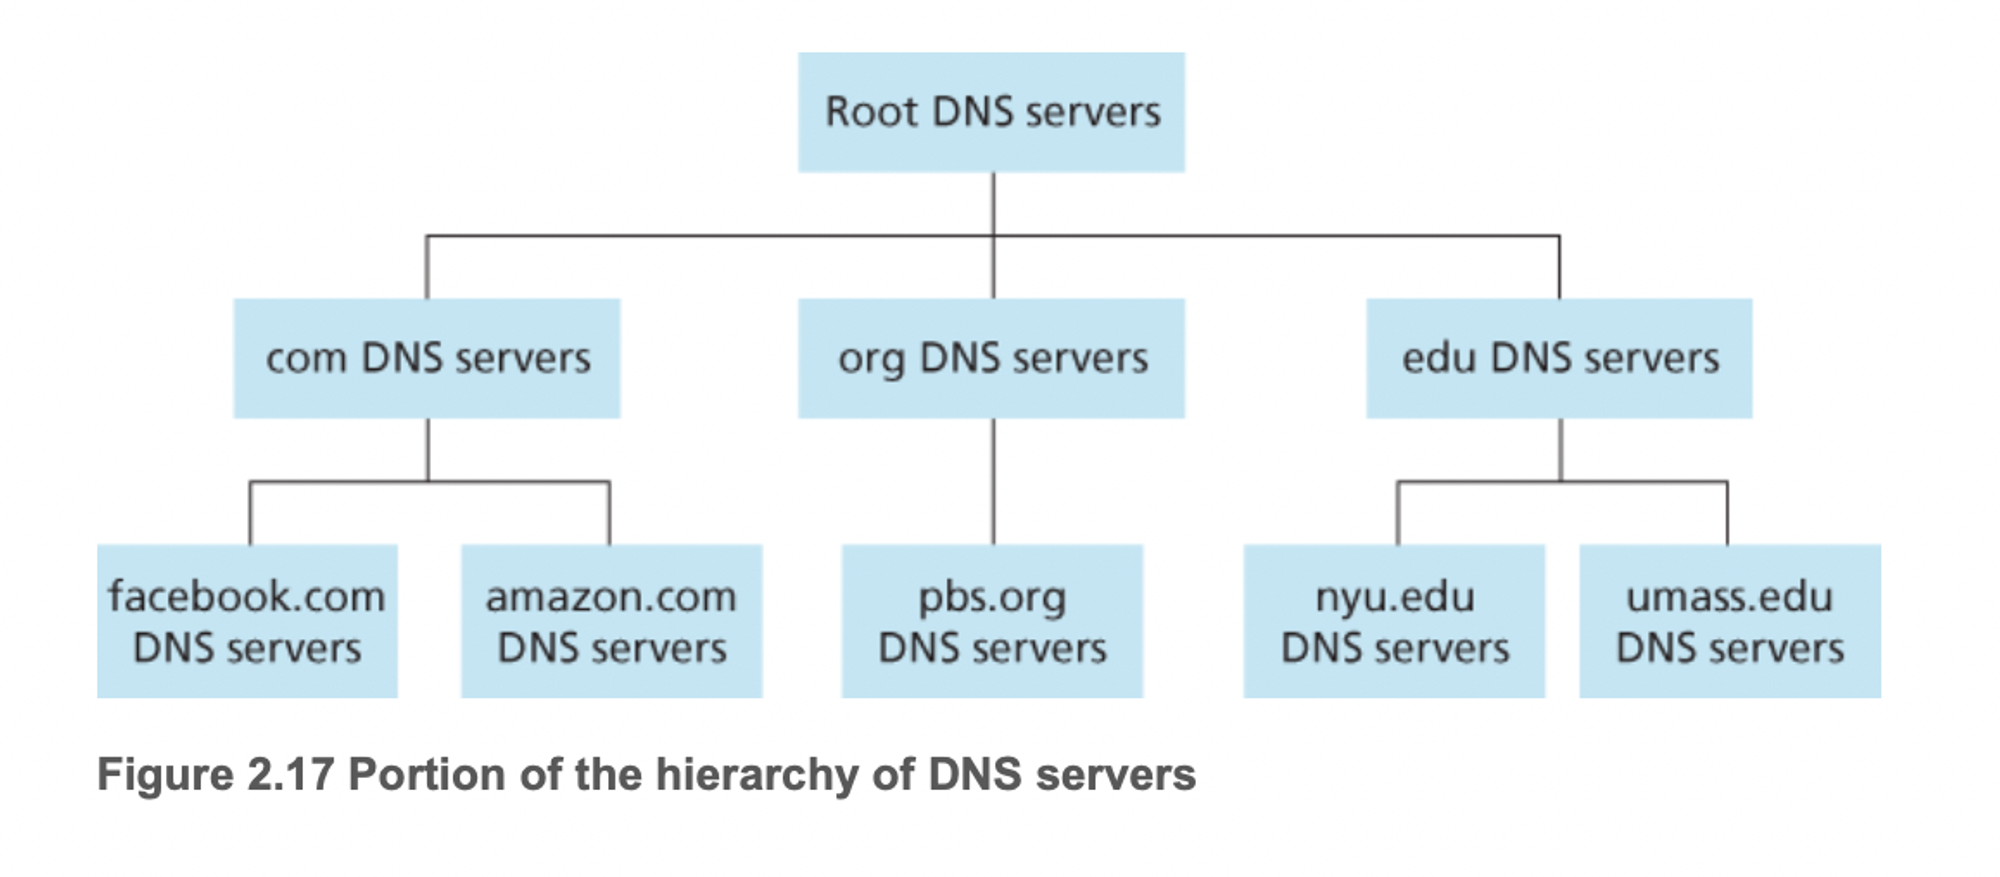 Root DNS servers
com DNS servers
org DNS servers
edu DNS servers
facebook.com
DNS servers
amazon.com
DNS servers
pbs.org
DNS servers
nyu.edu
DNS servers
umass.edu
DNS servers
Figure 2.17 Portion of the hierarchy of DNS servers